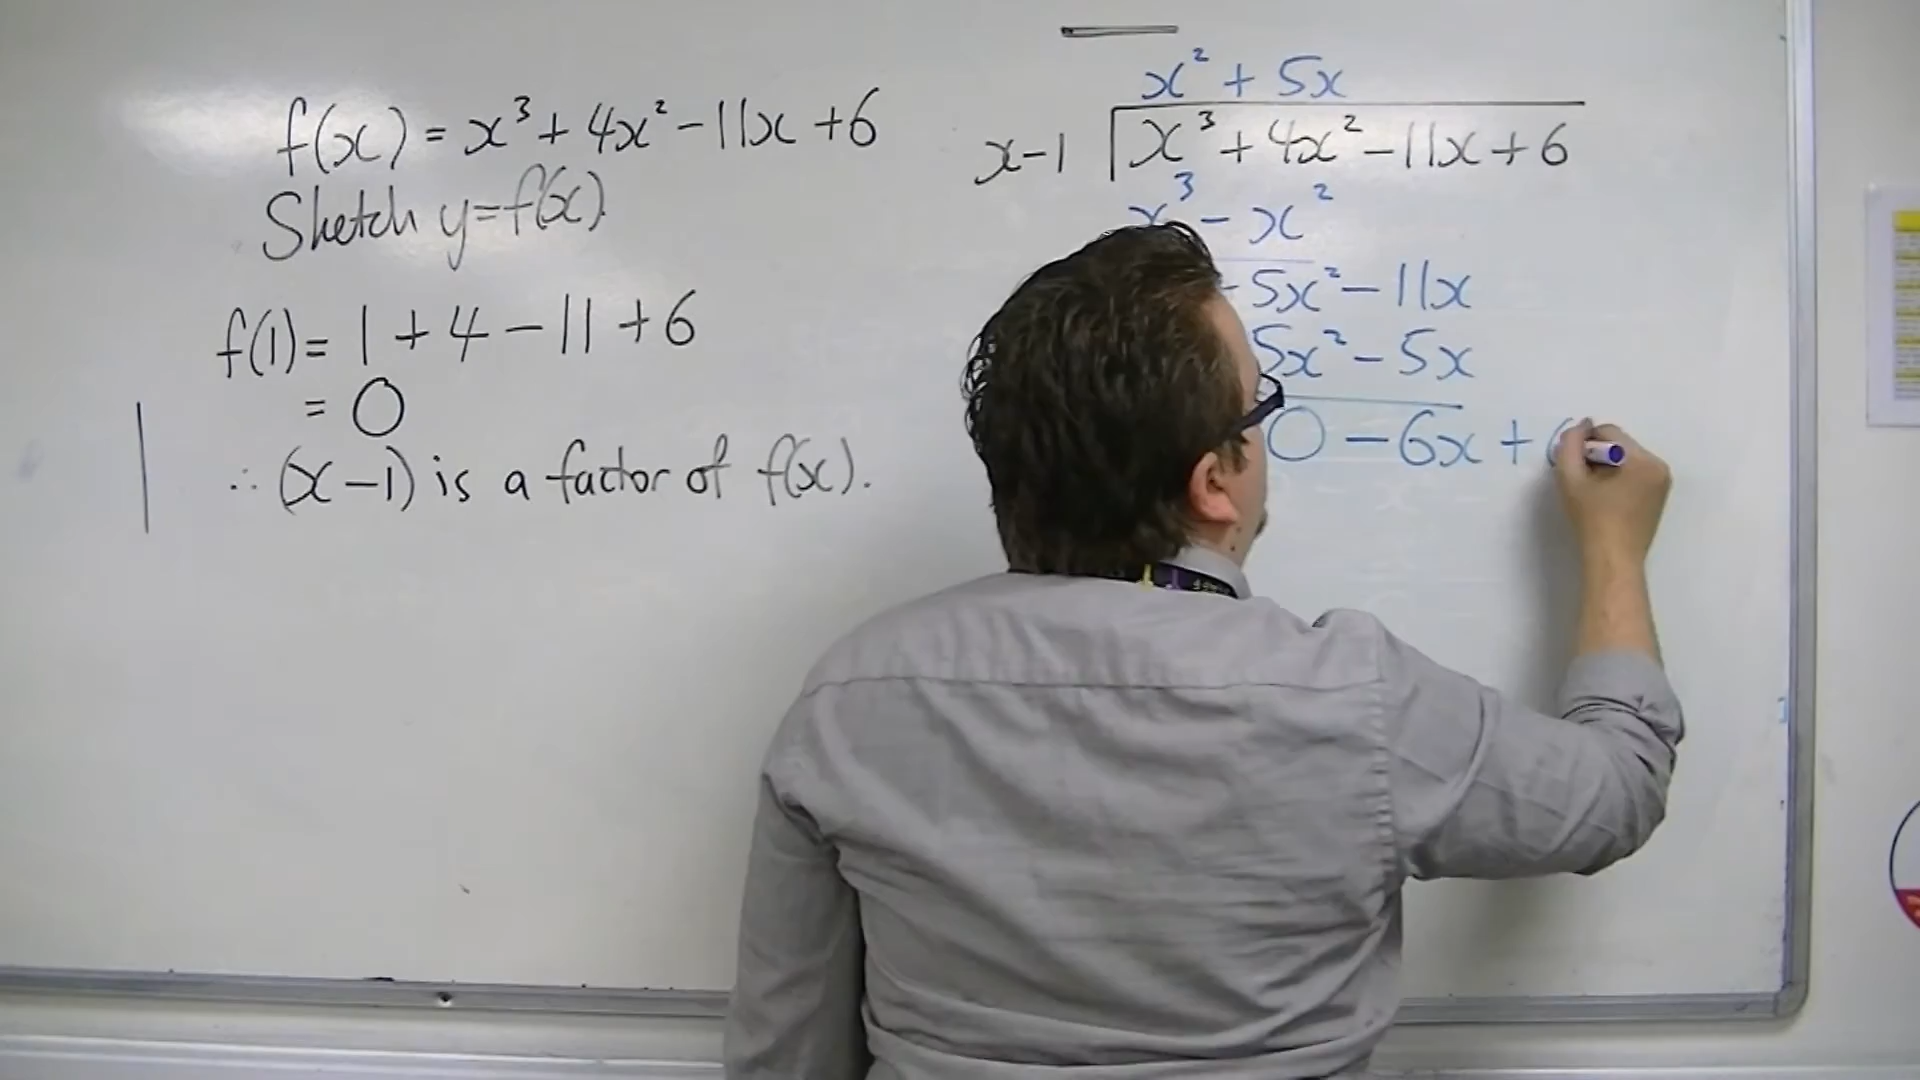 f(x) = x³ + 4x² - 11x + 6
Sketch y = f(x).
f(1) = 1 + 4 - 11 + 6
= 0
∴ (x - 1) is a factor of f(x).
x² + 5x
x - 1 | x³ + 4x² - 11x + 6
x³ - x²
5x² - 11x
5x² - 5x
0 - 6x +